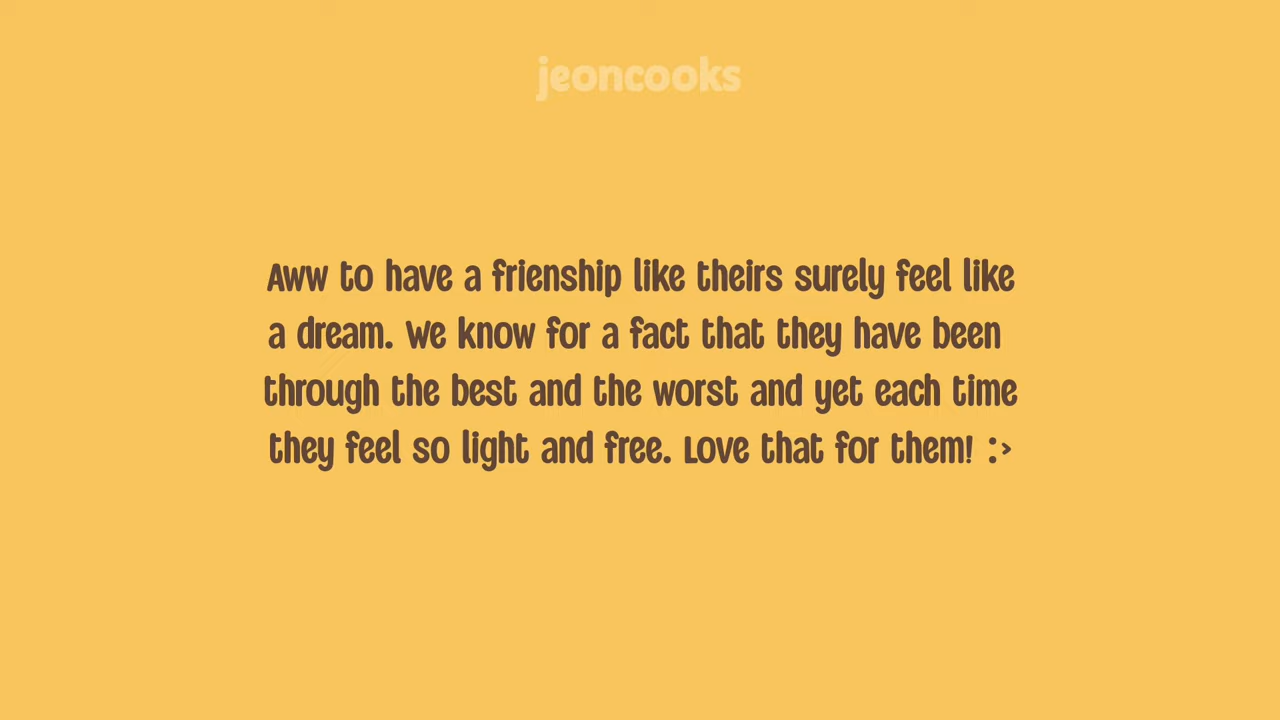 jeoncooks
Aww to have a frienship like theirs surely feel like
a dream. We know for a fact that they have been
through the best and the worst and yet each time
they feel so light and free. Love that for them! :>